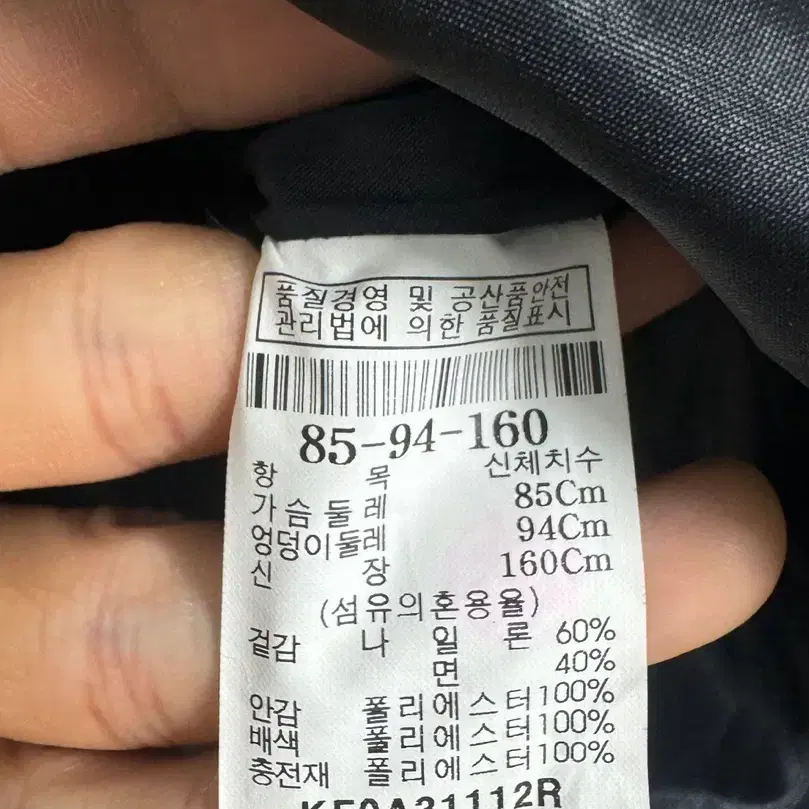 품질경영 및 공산품안전
관리법에 의한 품질표시
85-94-160
항 목 신체치수
가슴둘레 85Cm
엉덩이둘레 94Cm
신 장 160Cm
(섬유의혼용율)
겉감 나 일 론 60%
면 40%
안감 폴리에스터100%
배색 폴리에스터100%
충전재 폴리에스터100%